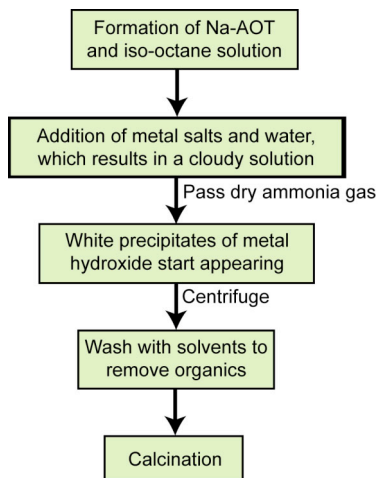 Formation of Na-AOT
and iso-octane solution
Addition of metal salts and water,
which results in a cloudy solution
Pass dry ammonia gas
White precipitates of metal
hydroxide start appearing
Centrifuge
Wash with solvents to
remove organics
Calcination